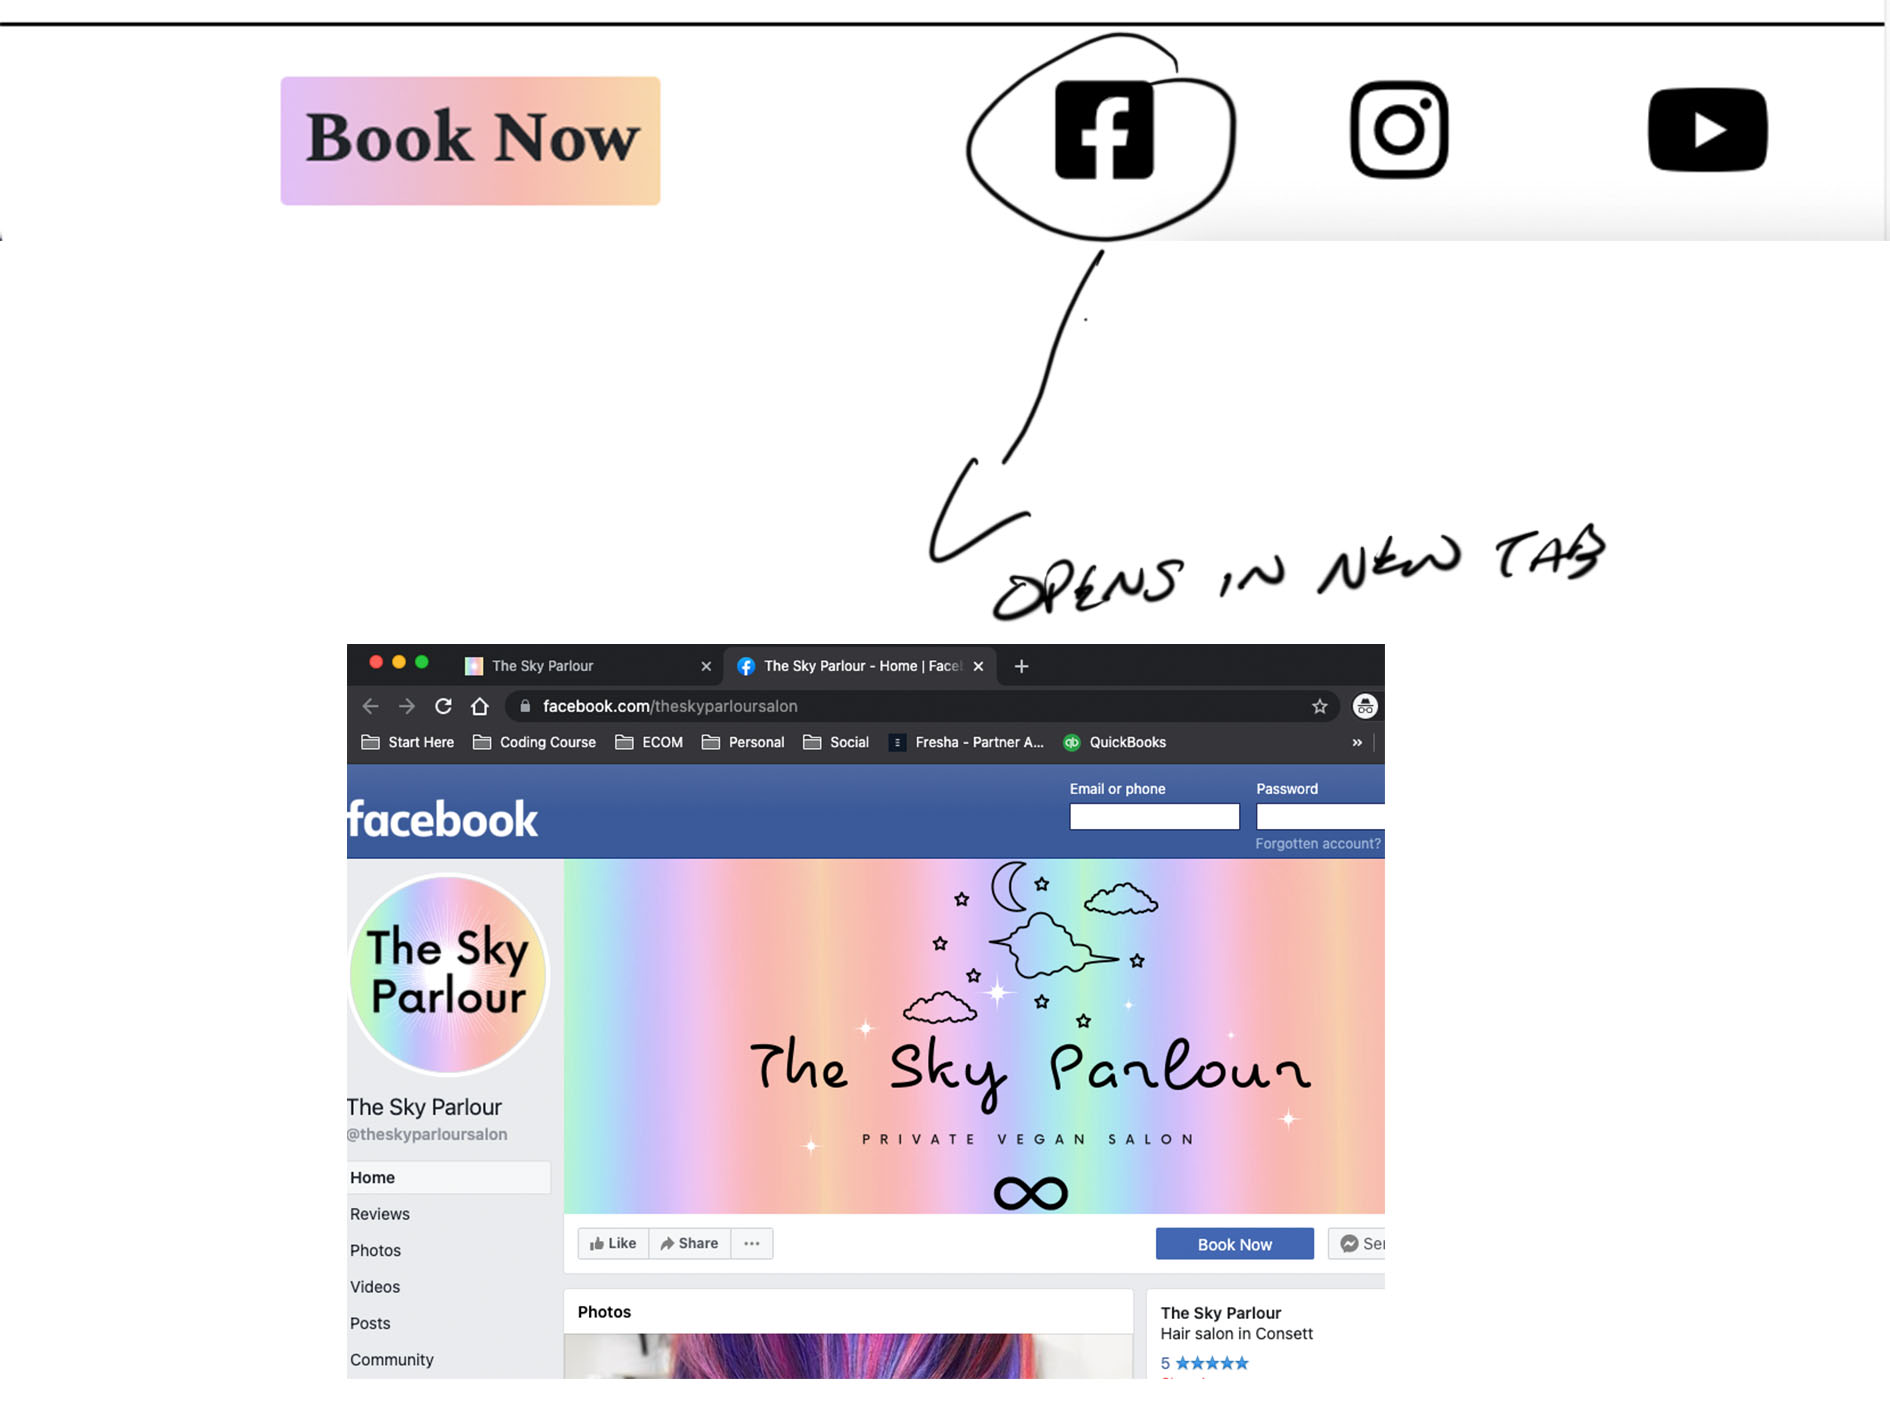 Book Now
OPENS IN NEW TAB
The Sky Parlour
The Sky Parlour - Home | Face
facebook.com/theskyparloursalon
Start Here Coding Course ECOM Personal Social Fresha - Partner A... QuickBooks »
Email or phone Password
facebook
Forgotten account?
The Sky
Parlour
The Sky Parlour
PRIVATE VEGAN SALON
The Sky Parlour
@theskyparloursalon
Home
Reviews
Photos
Videos
Posts
Community
Like Share ...
Book Now
Photos
The Sky Parlour
Hair salon in Consett
5 ★★★★★